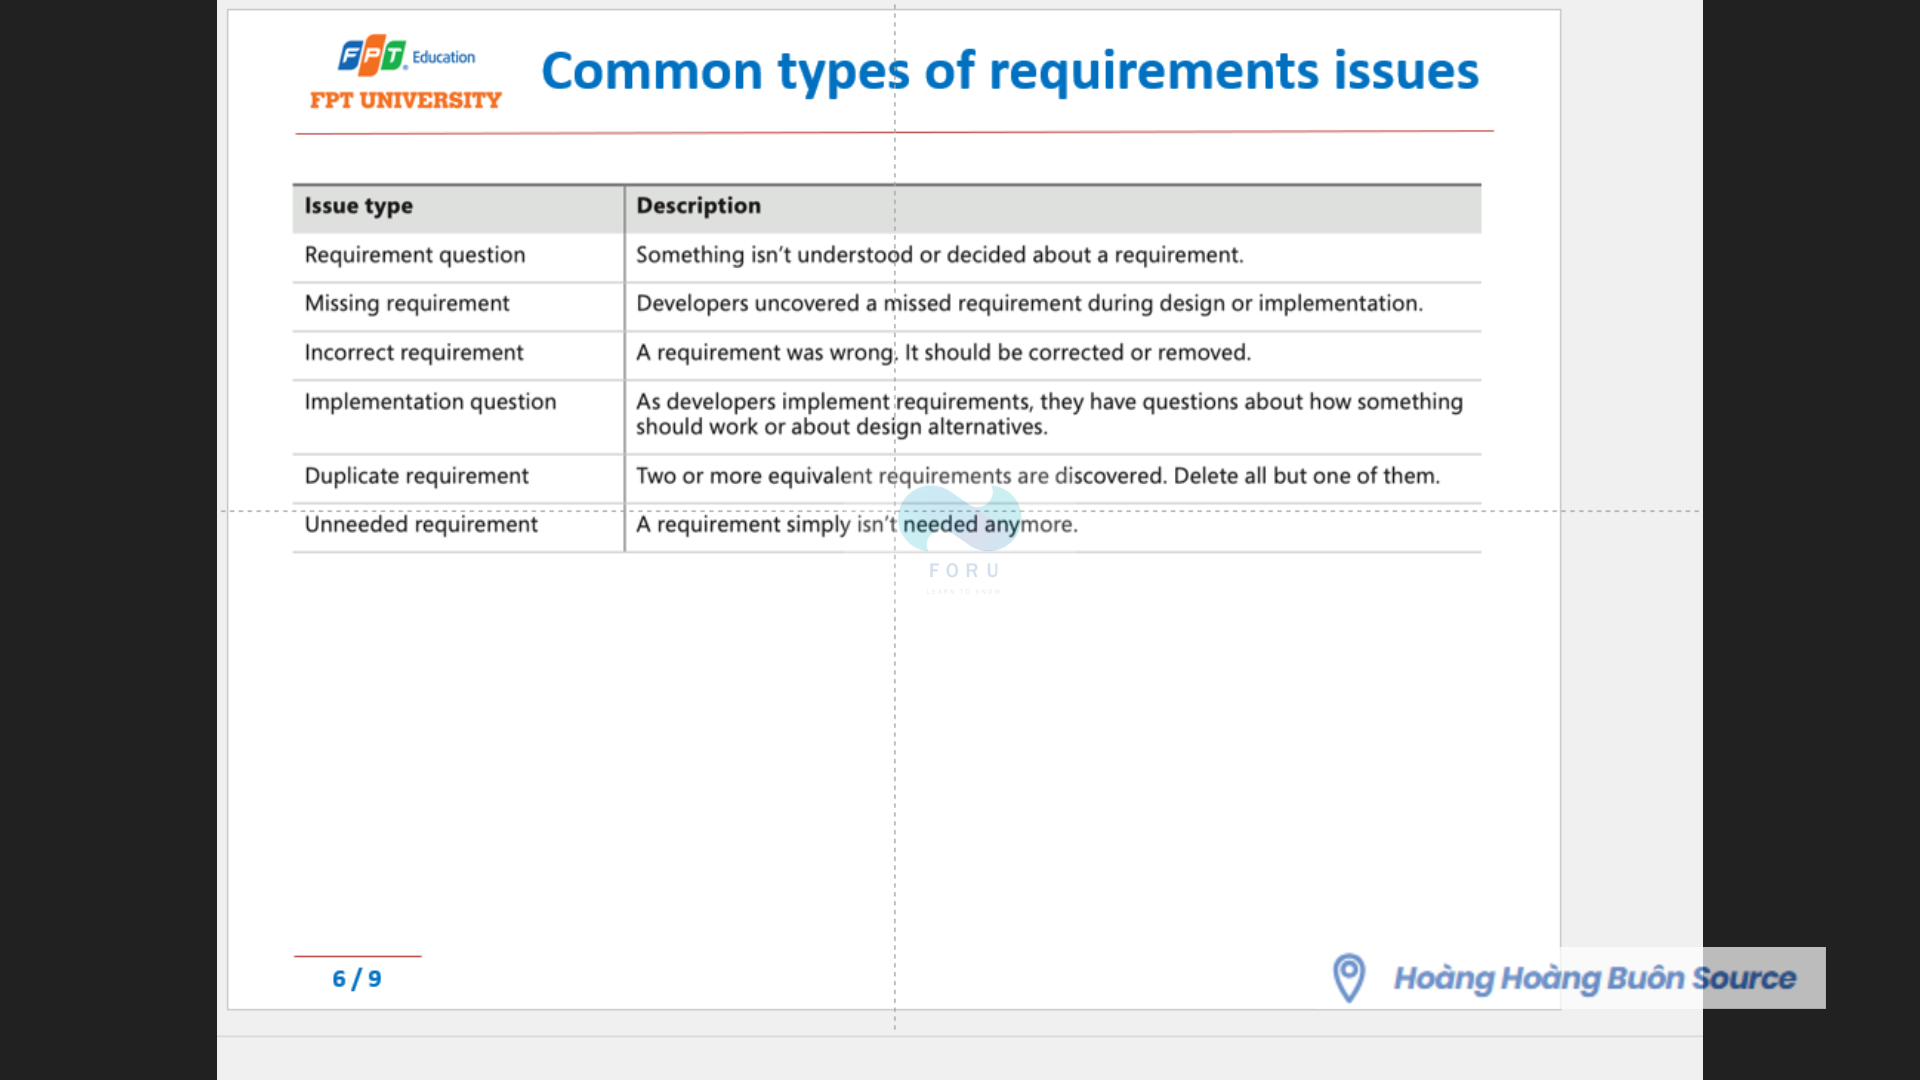 FPT Education
FPT UNIVERSITY
Common types of requirements issues
Issue type Description
Requirement question Something isn't understood or decided about a requirement.
Missing requirement Developers uncovered a missed requirement during design or implementation.
Incorrect requirement A requirement was wrong. It should be corrected or removed.
Implementation question As developers implement requirements, they have questions about how something
should work or about design alternatives.
Duplicate requirement Two or more equivalent requirements are discovered. Delete all but one of them.
Unneeded requirement A requirement simply isn't needed anymore.
FORU
LEARN TO KNOW
6 / 9
Hoàng Hoàng Buôn Source